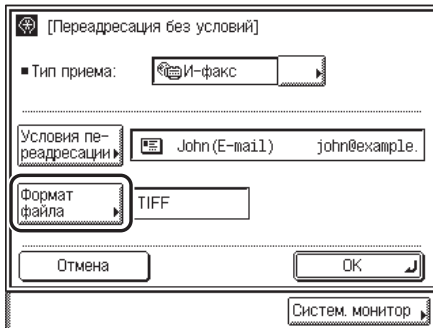 [Переадресация без условий]
▪Тип приема: И-факс
Условия пе-
реадресации John(E-mail) john@example.
Формат
файла TIFF
Отмена OK
Систем. монитор